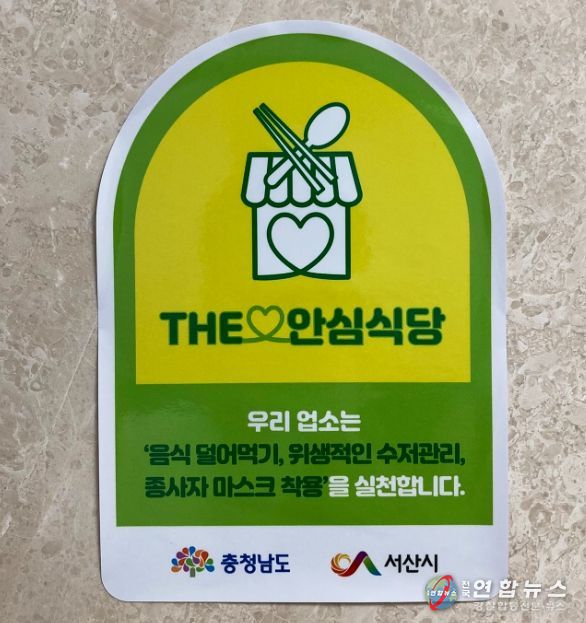 THE 안심식당
우리 업소는
‘음식 덜어먹기, 위생적인 수저관리,
종사자 마스크 착용’을 실천합니다.
충청남도 서산시
전국연합뉴스